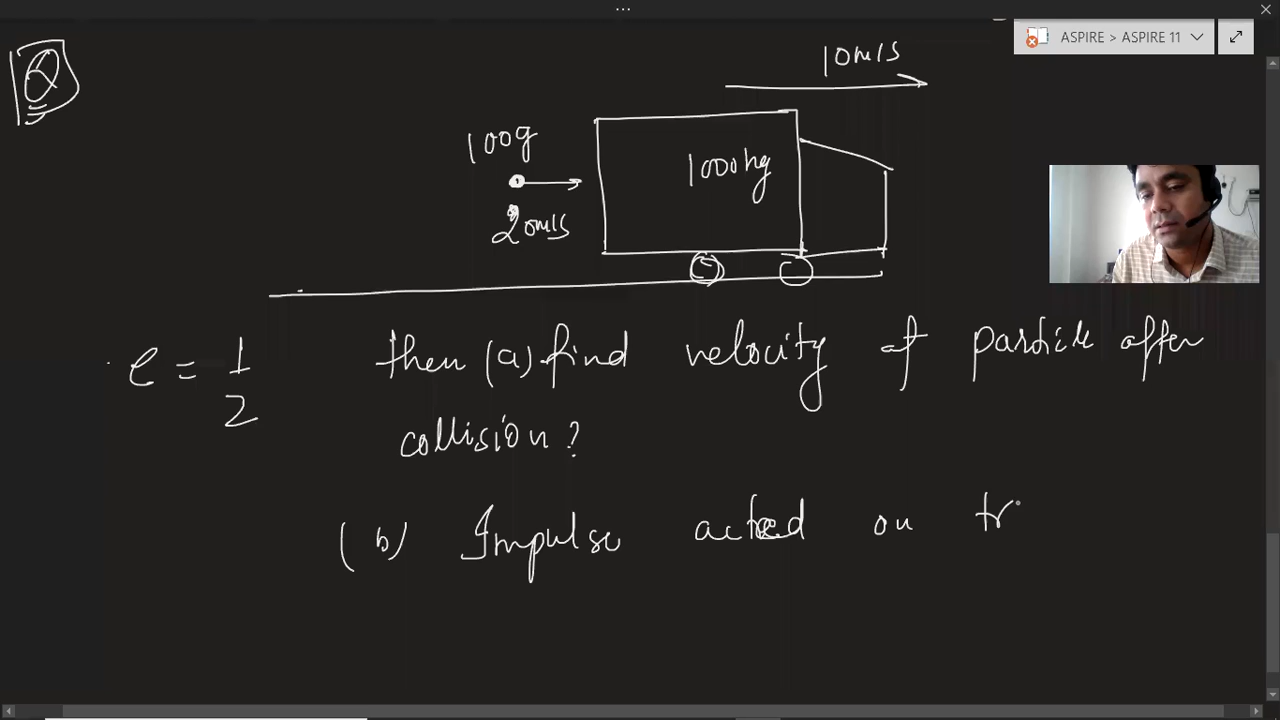 ...
ASPIRE > ASPIRE 11
Q
10m/s
100g
1000kg
20m/s
e = 1/2 then (a) find velocity of particle after
collision?
(b) Impulse acted on tr